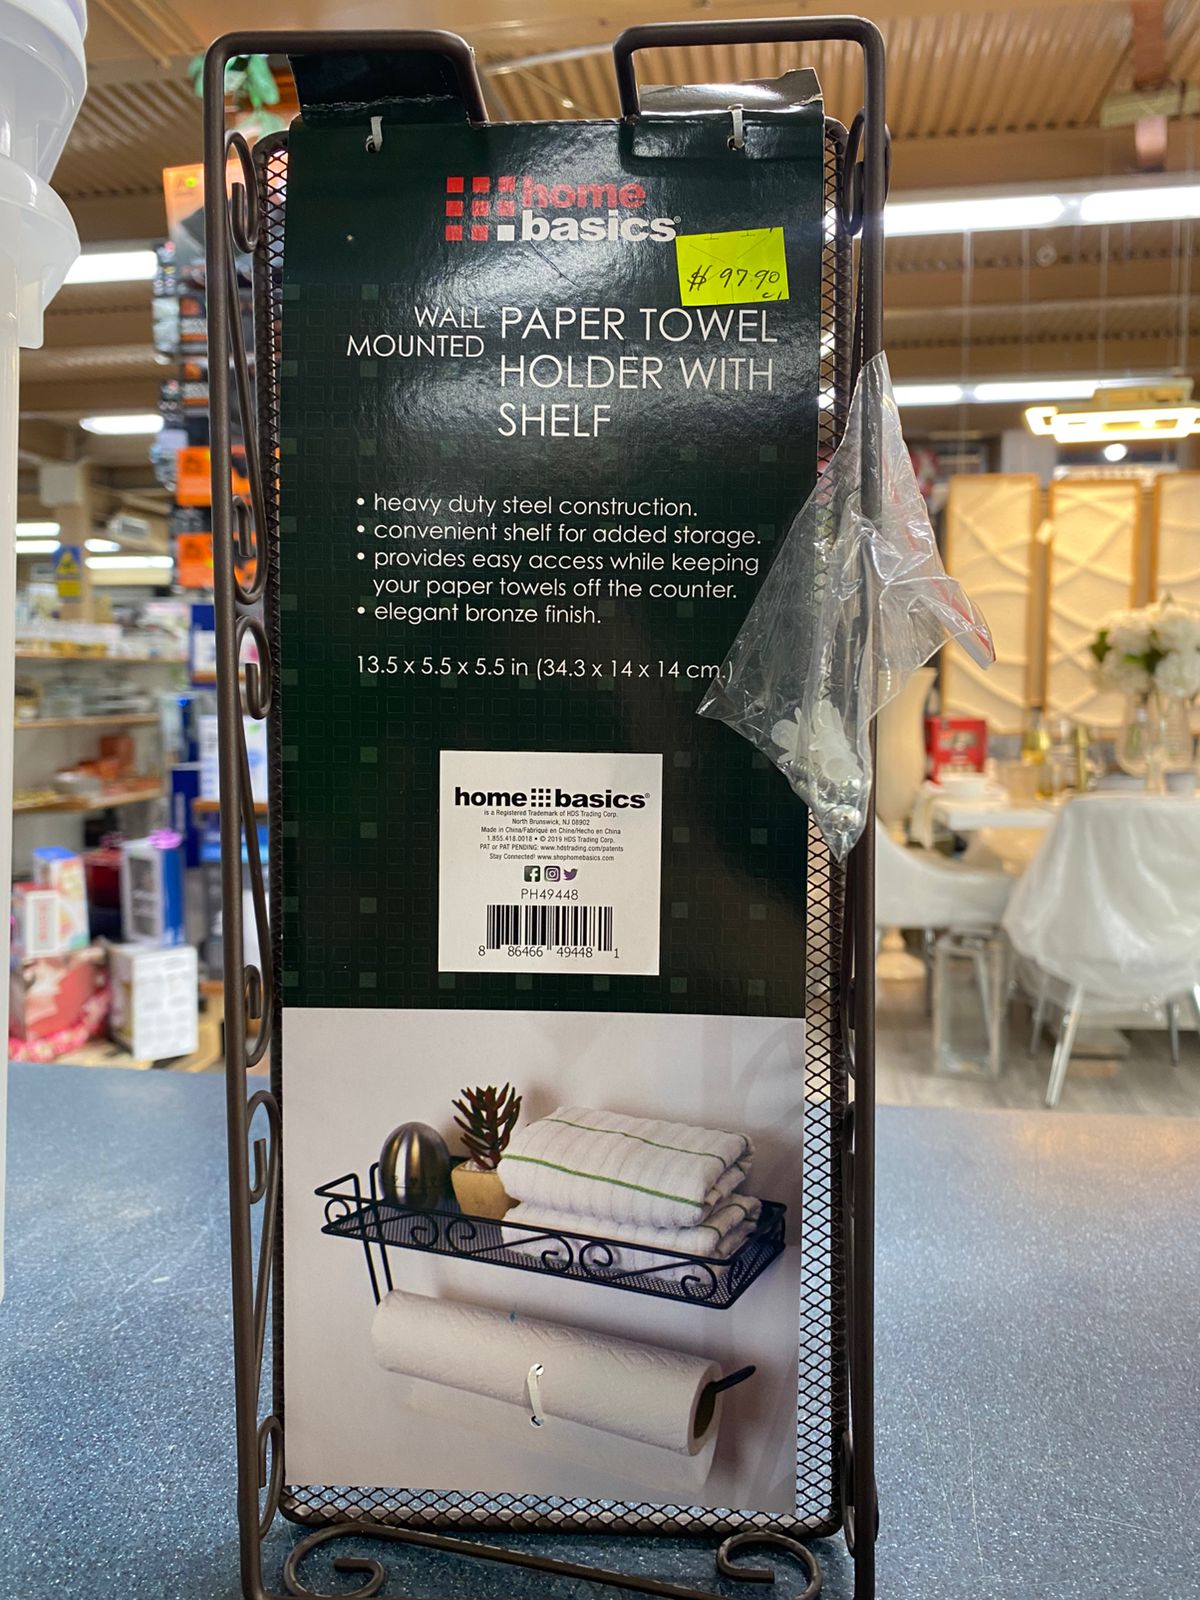 home
basics®
$ 97.90
c1
WALL
MOUNTED
PAPER TOWEL
HOLDER WITH
SHELF
• heavy duty steel construction.
• convenient shelf for added storage.
• provides easy access while keeping
your paper towels off the counter.
• elegant bronze finish.
13.5 x 5.5 x 5.5 in (34.3 x 14 x 14 cm.)
home basics®
is a Registered Trademark of HDS Trading Corp.
North Brunswick, NJ 08902
Made in China/Fabriqué en Chine/Hecho en China
1.855.418.0018 • © 2019 HDS Trading Corp.
PAT or PAT PENDING: www.hdstrading.com/patents
Stay Connected! www.shophomebasics.com
PH49448
8 86466 49448 1